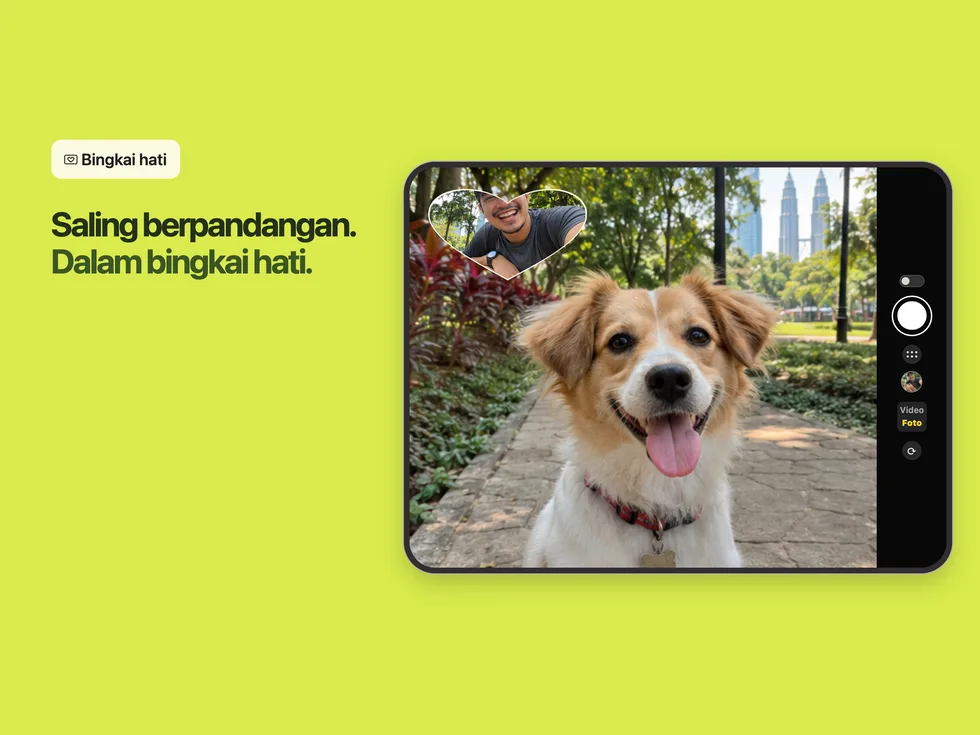 Bingkai hati
Saling berpandangan.
Dalam bingkai hati.
Video
Foto